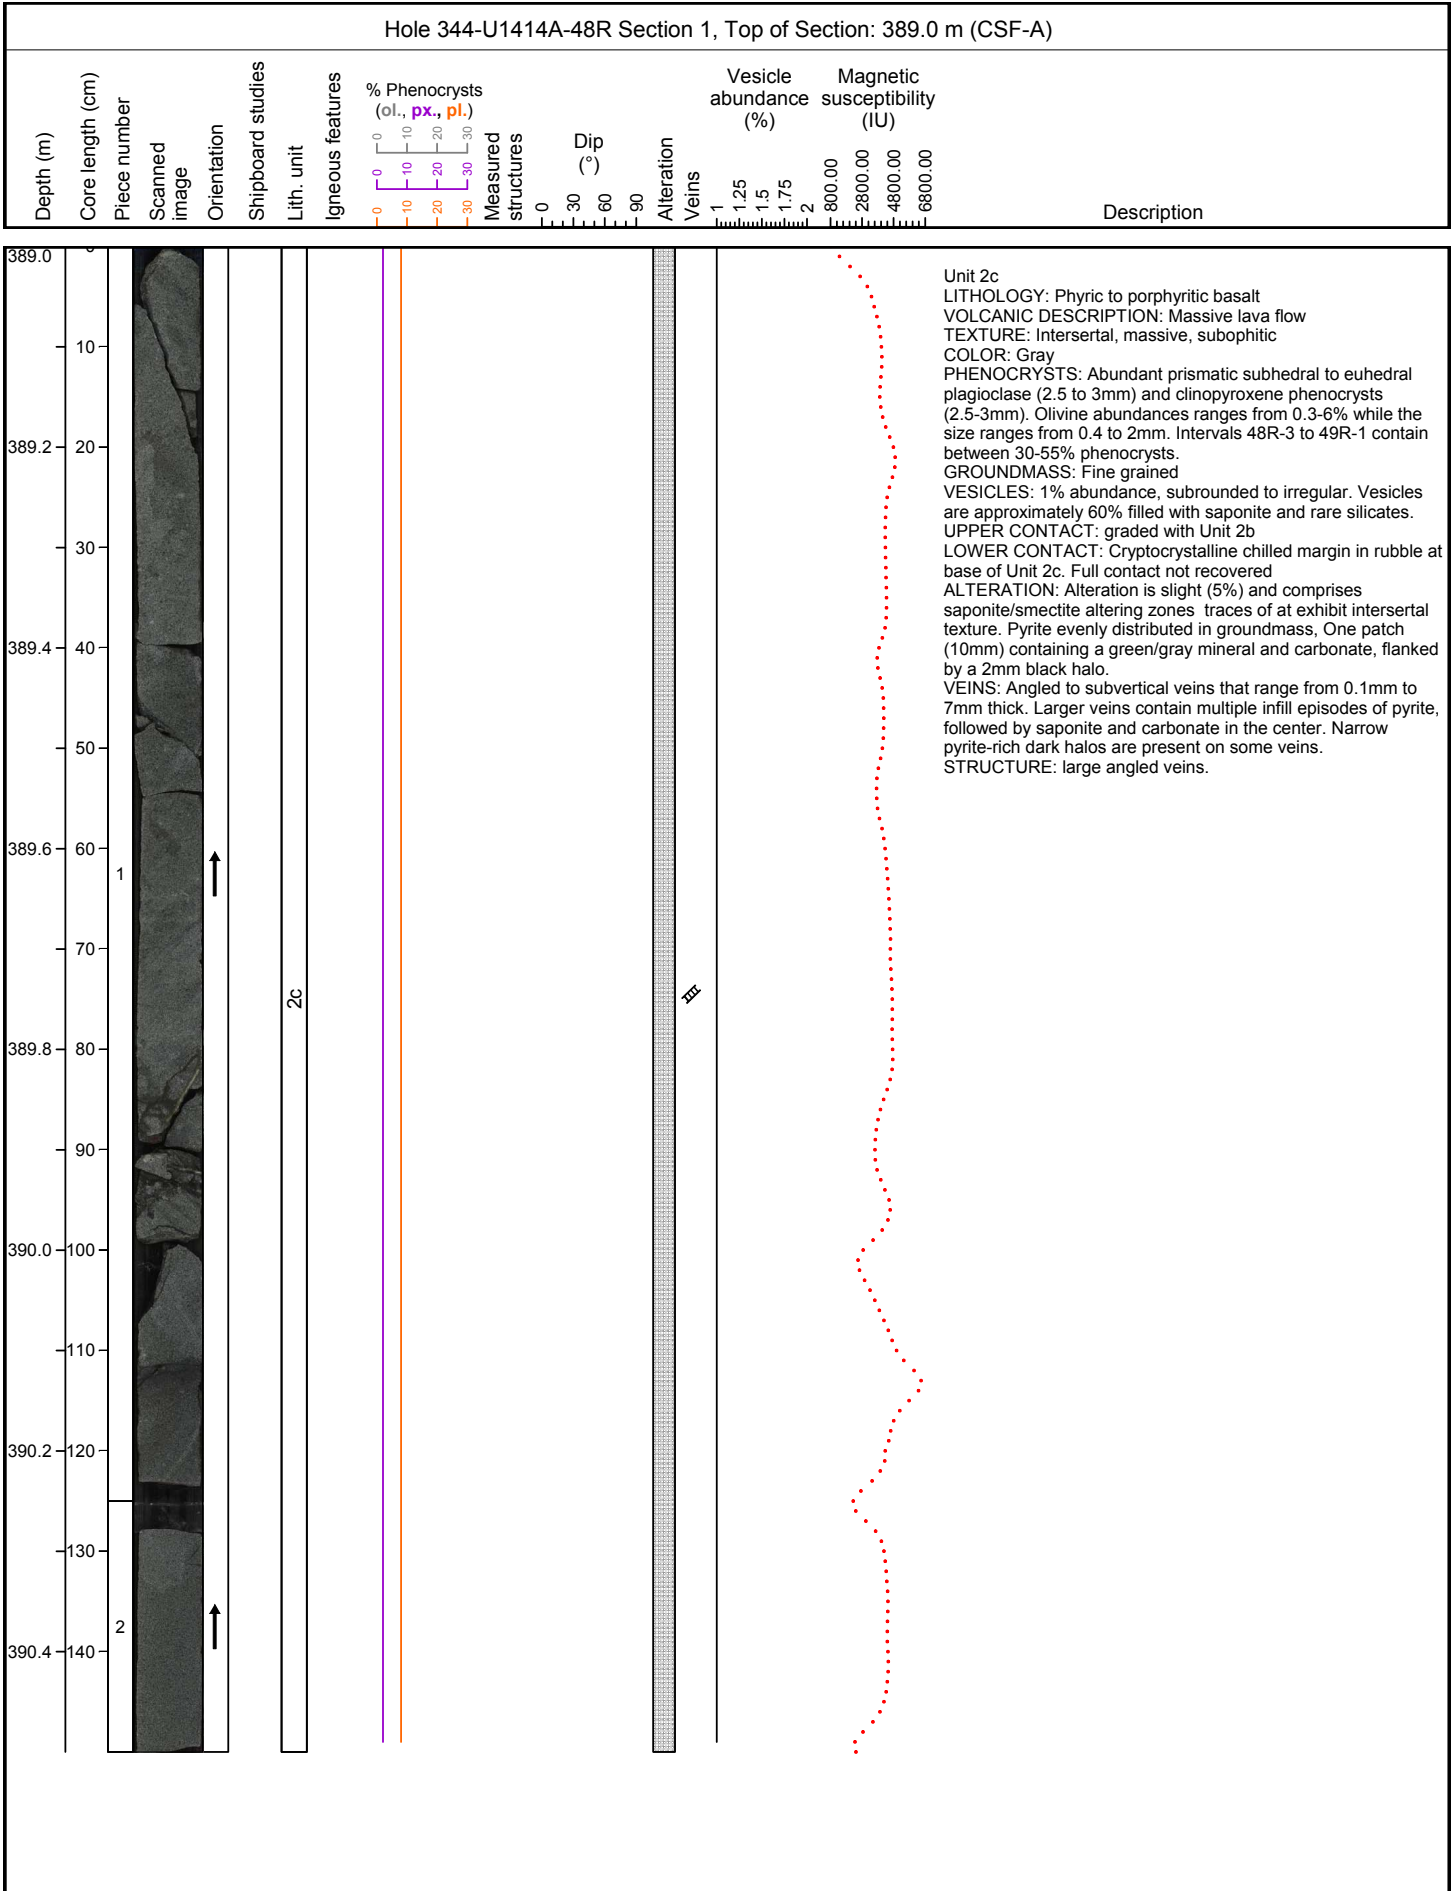 Hole 344-U1414A-48R Section 1, Top of Section: 389.0 m (CSF-A)
Depth (m)
Core length (cm)
Piece number
Scanned
image
Orientation
Shipboard studies
Lith. unit
Igneous features
% Phenocrysts
(ol., px., pl.)
0 10 20 30
0 10 20 30
0 10 20 30
Measured
structures
Dip
(°)
0 30 60 90
Alteration
Veins
Vesicle
abundance
(%)
1 1.25 1.5 1.75 2
Magnetic
susceptibility
(IU)
800.00 2800.00 4800.00 6800.00
Description
389.0
10
389.2 20
30
389.4 40
50
389.6 60
70
389.8 80
90
390.0 100
110
390.2 120
130
390.4 140
1
2
2c
Unit 2c
LITHOLOGY: Phyric to porphyritic basalt
VOLCANIC DESCRIPTION: Massive lava flow
TEXTURE: Intersertal, massive, subophitic
COLOR: Gray
PHENOCRYSTS: Abundant prismatic subhedral to euhedral
plagioclase (2.5 to 3mm) and clinopyroxene phenocrysts
(2.5-3mm). Olivine abundances ranges from 0.3-6% while the
size ranges from 0.4 to 2mm. Intervals 48R-3 to 49R-1 contain
between 30-55% phenocrysts.
GROUNDMASS: Fine grained
VESICLES: 1% abundance, subrounded to irregular. Vesicles
are approximately 60% filled with saponite and rare silicates.
UPPER CONTACT: graded with Unit 2b
LOWER CONTACT: Cryptocrystalline chilled margin in rubble at
base of Unit 2c. Full contact not recovered
ALTERATION: Alteration is slight (5%) and comprises
saponite/smectite altering zones traces of at exhibit intersertal
texture. Pyrite evenly distributed in groundmass, One patch
(10mm) containing a green/gray mineral and carbonate, flanked
by a 2mm black halo.
VEINS: Angled to subvertical veins that range from 0.1mm to
7mm thick. Larger veins contain multiple infill episodes of pyrite,
followed by saponite and carbonate in the center. Narrow
pyrite-rich dark halos are present on some veins.
STRUCTURE: large angled veins.